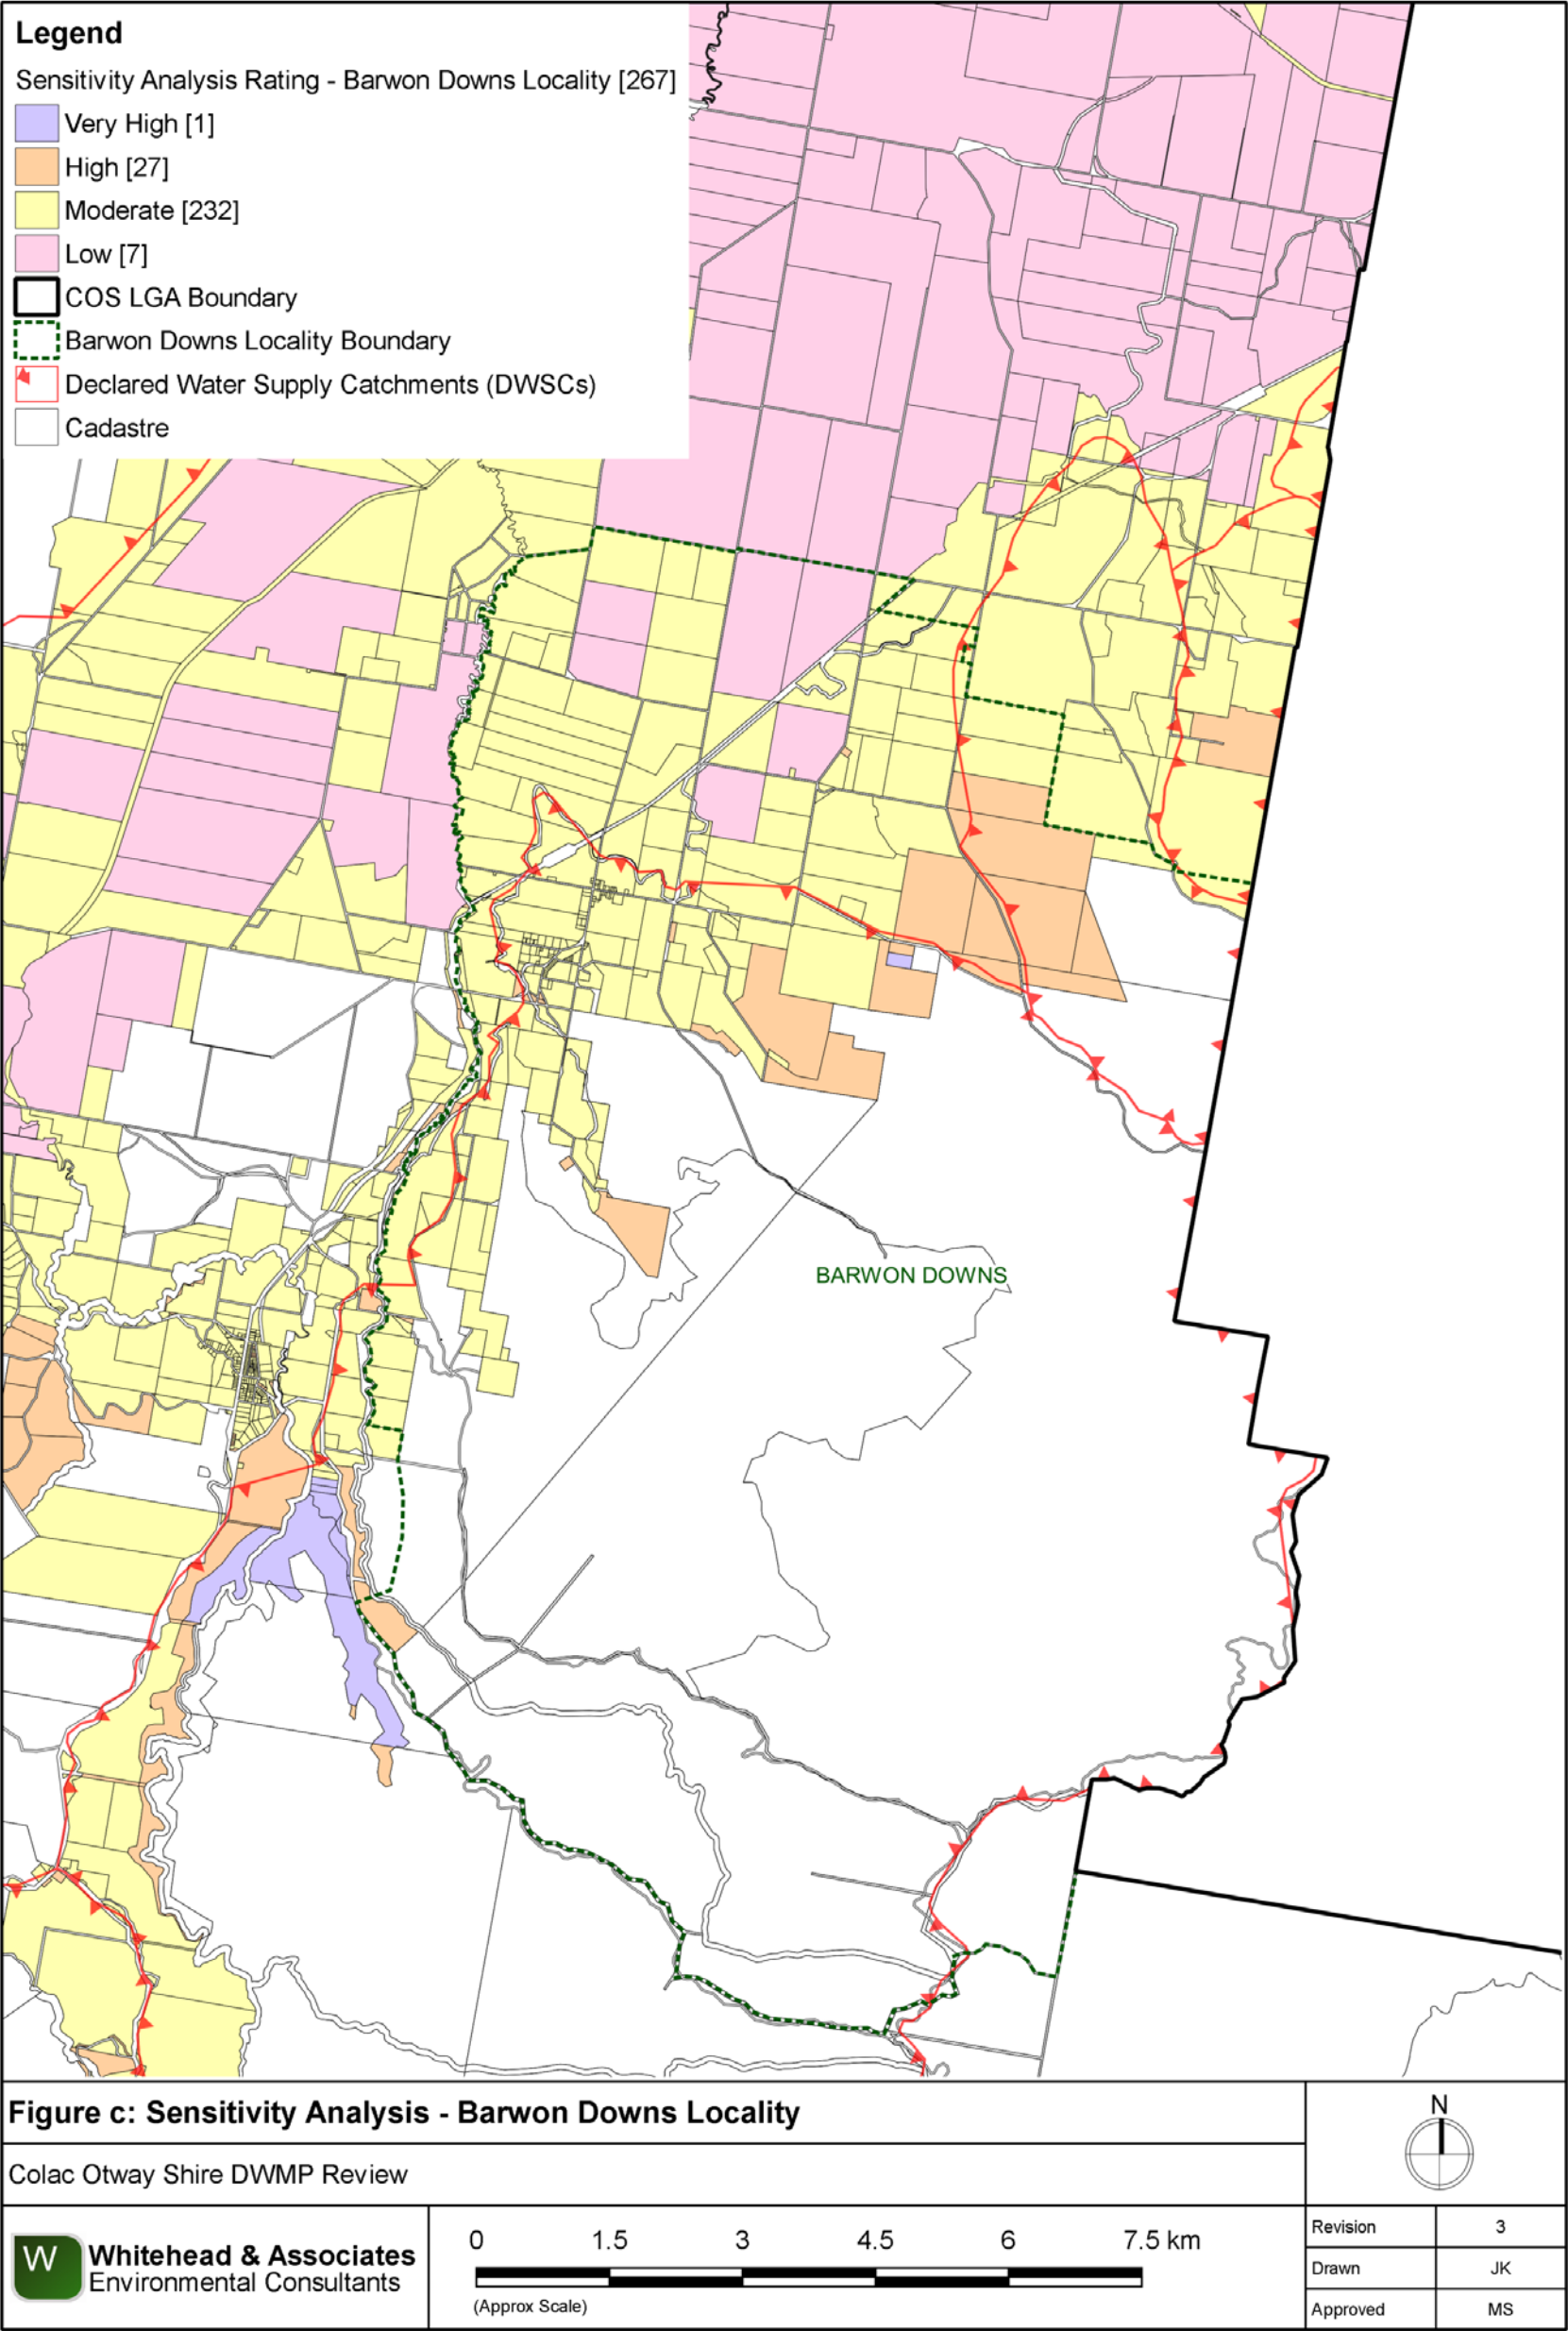 Legend
Sensitivity Analysis Rating - Barwon Downs Locality [267]
Very High [1]
High [27]
Moderate [232]
Low [7]
COS LGA Boundary
Barwon Downs Locality Boundary
Declared Water Supply Catchments (DWSCs)
Cadastre
BARWON DOWNS
Figure c: Sensitivity Analysis - Barwon Downs Locality
Colac Otway Shire DWMP Review
N
W
Whitehead & Associates
Environmental Consultants
0 1.5 3 4.5 6 7.5 km
(Approx Scale)
Revision 3
Drawn JK
Approved MS